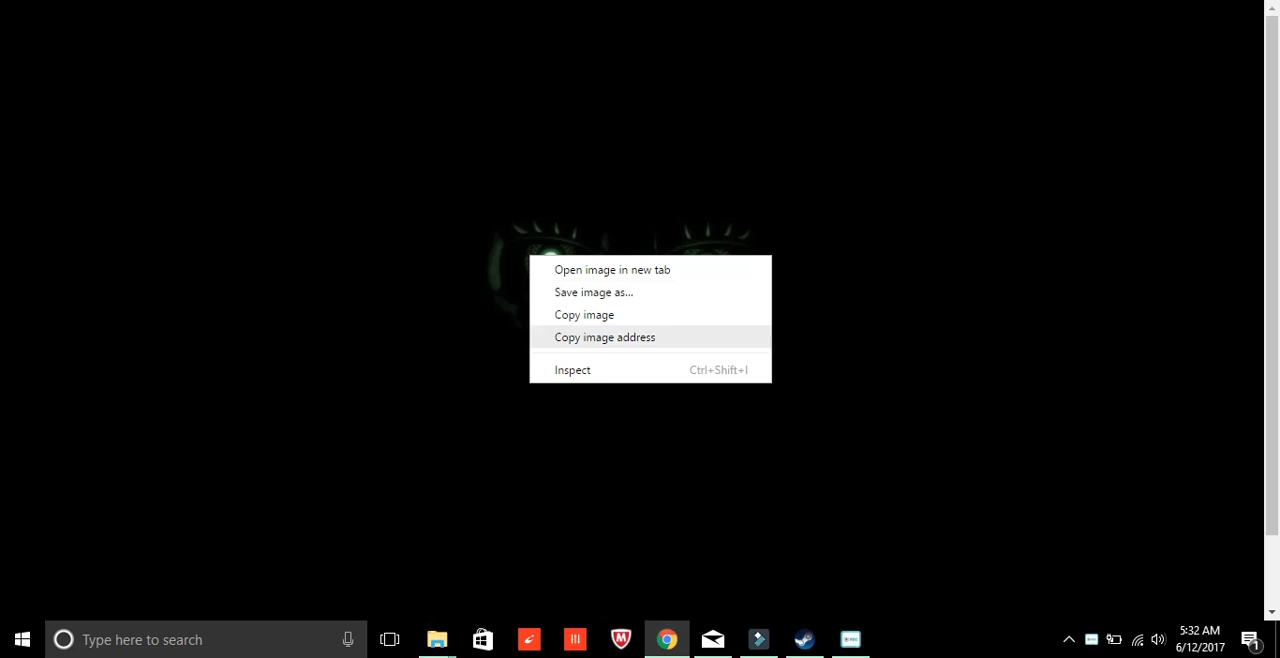 Open image in new tab
Save image as...
Copy image
Copy image address
Inspect Ctrl+Shift+I
Type here to search
5:32 AM
6/12/2017
1